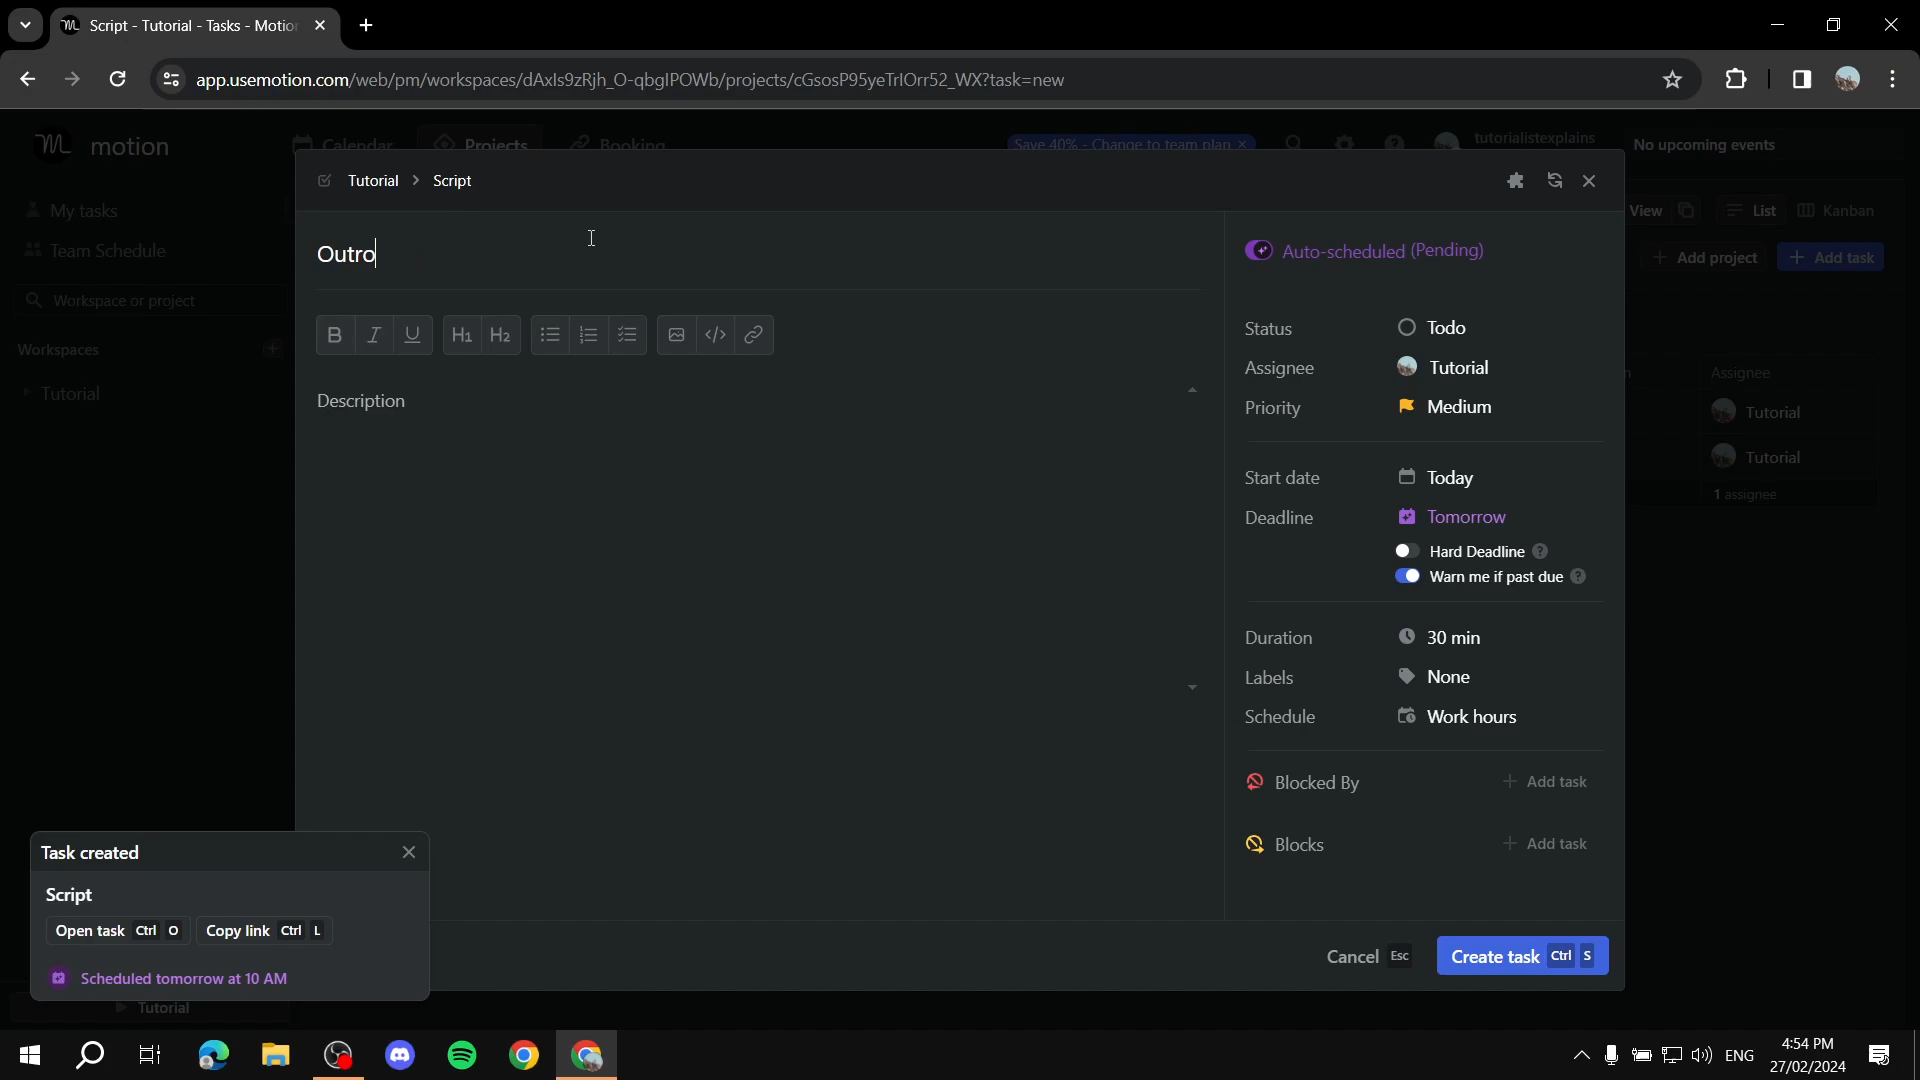 Script - Tutorial - Tasks - Motion
app.usemotion.com/web/pm/workspaces/dAxIs9zRjh_O-qbgIPOWb/projects/cGsosP95yeTrIOrr52_WX?task=new
motion
Calendar
Projects
Booking
Save 40% - Change to team plan
tutorialistexplains
No upcoming events
My tasks
Team Schedule
Workspace or project
Workspaces
Tutorial
View
List
Kanban
Add project
Add task
Assignee
Tutorial
Tutorial
1 assignee
Tutorial > Script
Outro
B I U H1 H2
Description
Auto-scheduled (Pending)
Status Todo
Assignee Tutorial
Priority Medium
Start date Today
Deadline Tomorrow
Hard Deadline ?
Warn me if past due ?
Duration 30 min
Labels None
Schedule Work hours
Blocked By + Add task
Blocks + Add task
Cancel Esc
Create task Ctrl S
Task created
Script
Open task Ctrl O
Copy link Ctrl L
Scheduled tomorrow at 10 AM
Tutorial
ENG
4:54 PM
27/02/2024